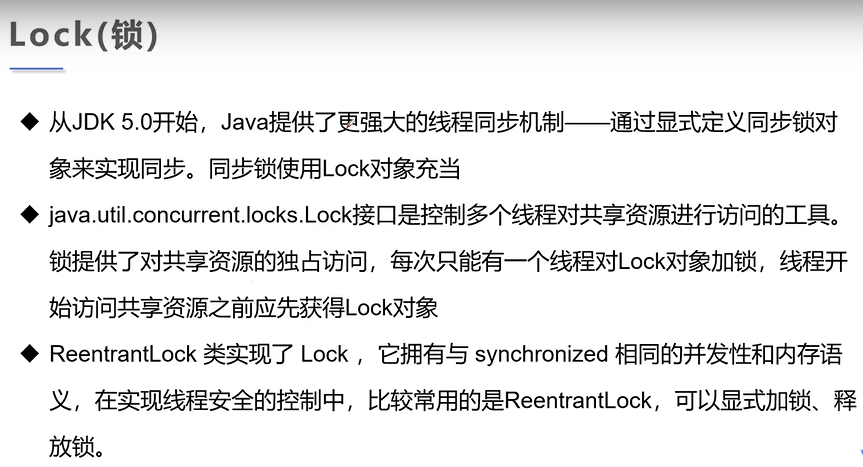 Lock(锁)
◆ 从JDK 5.0开始，Java提供了更强大的线程同步机制——通过显式定义同步锁对
象来实现同步。同步锁使用Lock对象充当
◆ java.util.concurrent.locks.Lock接口是控制多个线程对共享资源进行访问的工具。
锁提供了对共享资源的独占访问，每次只能有一个线程对Lock对象加锁，线程开
始访问共享资源之前应先获得Lock对象
◆ ReentrantLock 类实现了 Lock ，它拥有与 synchronized 相同的并发性和内存语
义，在实现线程安全的控制中，比较常用的是ReentrantLock，可以显式加锁、释
放锁。